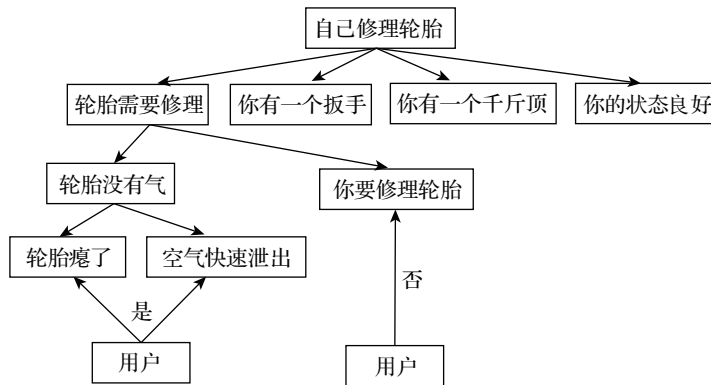 自己修理轮胎
轮胎需要修理
你有一个扳手
你有一个千斤顶
你的状态良好
轮胎没有气
你要修理轮胎
轮胎瘪了
空气快速泄出
是
否
用户
用户